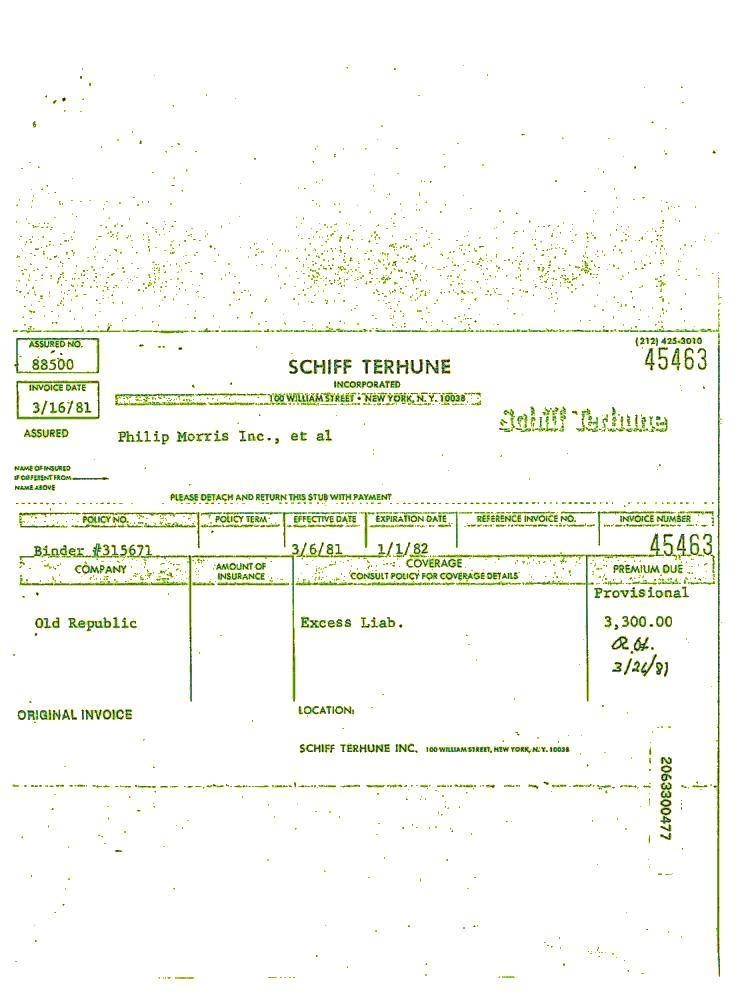 ASSURED NO.
88500
(212) 425-3010
45463
SCHIFF TERHUNE
INCORPORATED
100 WILLIAM STREET • NEW YORK, N. Y. 10038
INVOICE DATE
3/16/81
Schiff Terhune
ASSURED
Philip Morris Inc., et al
NAME OF INSURED
IF DIFFERENT FROM
NAME ABOVE
PLEASE DETACH AND RETURN THIS STUB WITH PAYMENT
POLICY NO. POLICY TERM EFFECTIVE DATE EXPIRATION DATE REFERENCE INVOICE NO. INVOICE NUMBER
Binder #315671 3/6/81 1/1/82 45463
COMPANY AMOUNT OF INSURANCE COVERAGE CONSULT POLICY FOR COVERAGE DETAILS PREMIUM DUE
Provisional
Old Republic Excess Liab. 3,300.00
3/26/81
ORIGINAL INVOICE
LOCATION:
SCHIFF TERHUNE INC. 100 WILLIAM STREET, NEW YORK, N. Y. 10038
2063300477